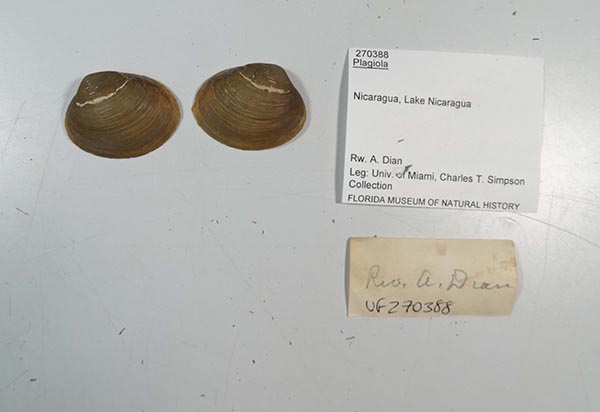 270388
Plagiola
Nicaragua, Lake Nicaragua
Rw. A. Dian
Leg: Univ. of Miami, Charles T. Simpson
Collection
FLORIDA MUSEUM OF NATURAL HISTORY
Rev. A. Dian
UF270388